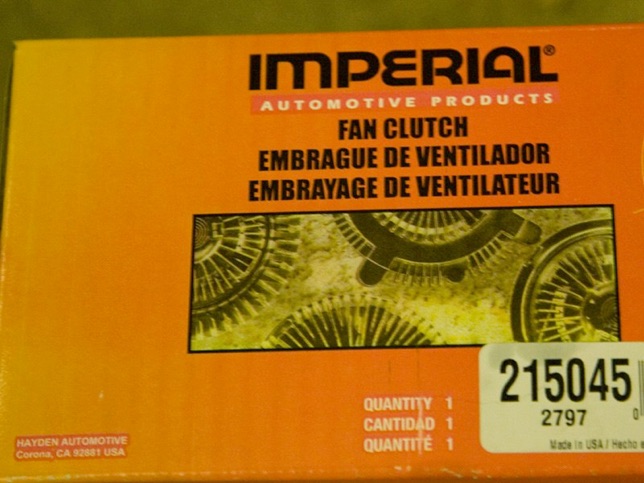 IMPERIAL®
AUTOMOTIVE PRODUCTS
FAN CLUTCH
EMBRAGUE DE VENTILADOR
EMBRAYAGE DE VENTILATEUR
QUANTITY 1
CANTIDAD 1
QUANTITÉ 1
215045
2797
0
Made in USA / Hecho e
HAYDEN AUTOMOTIVE
Corona, CA 92881 USA